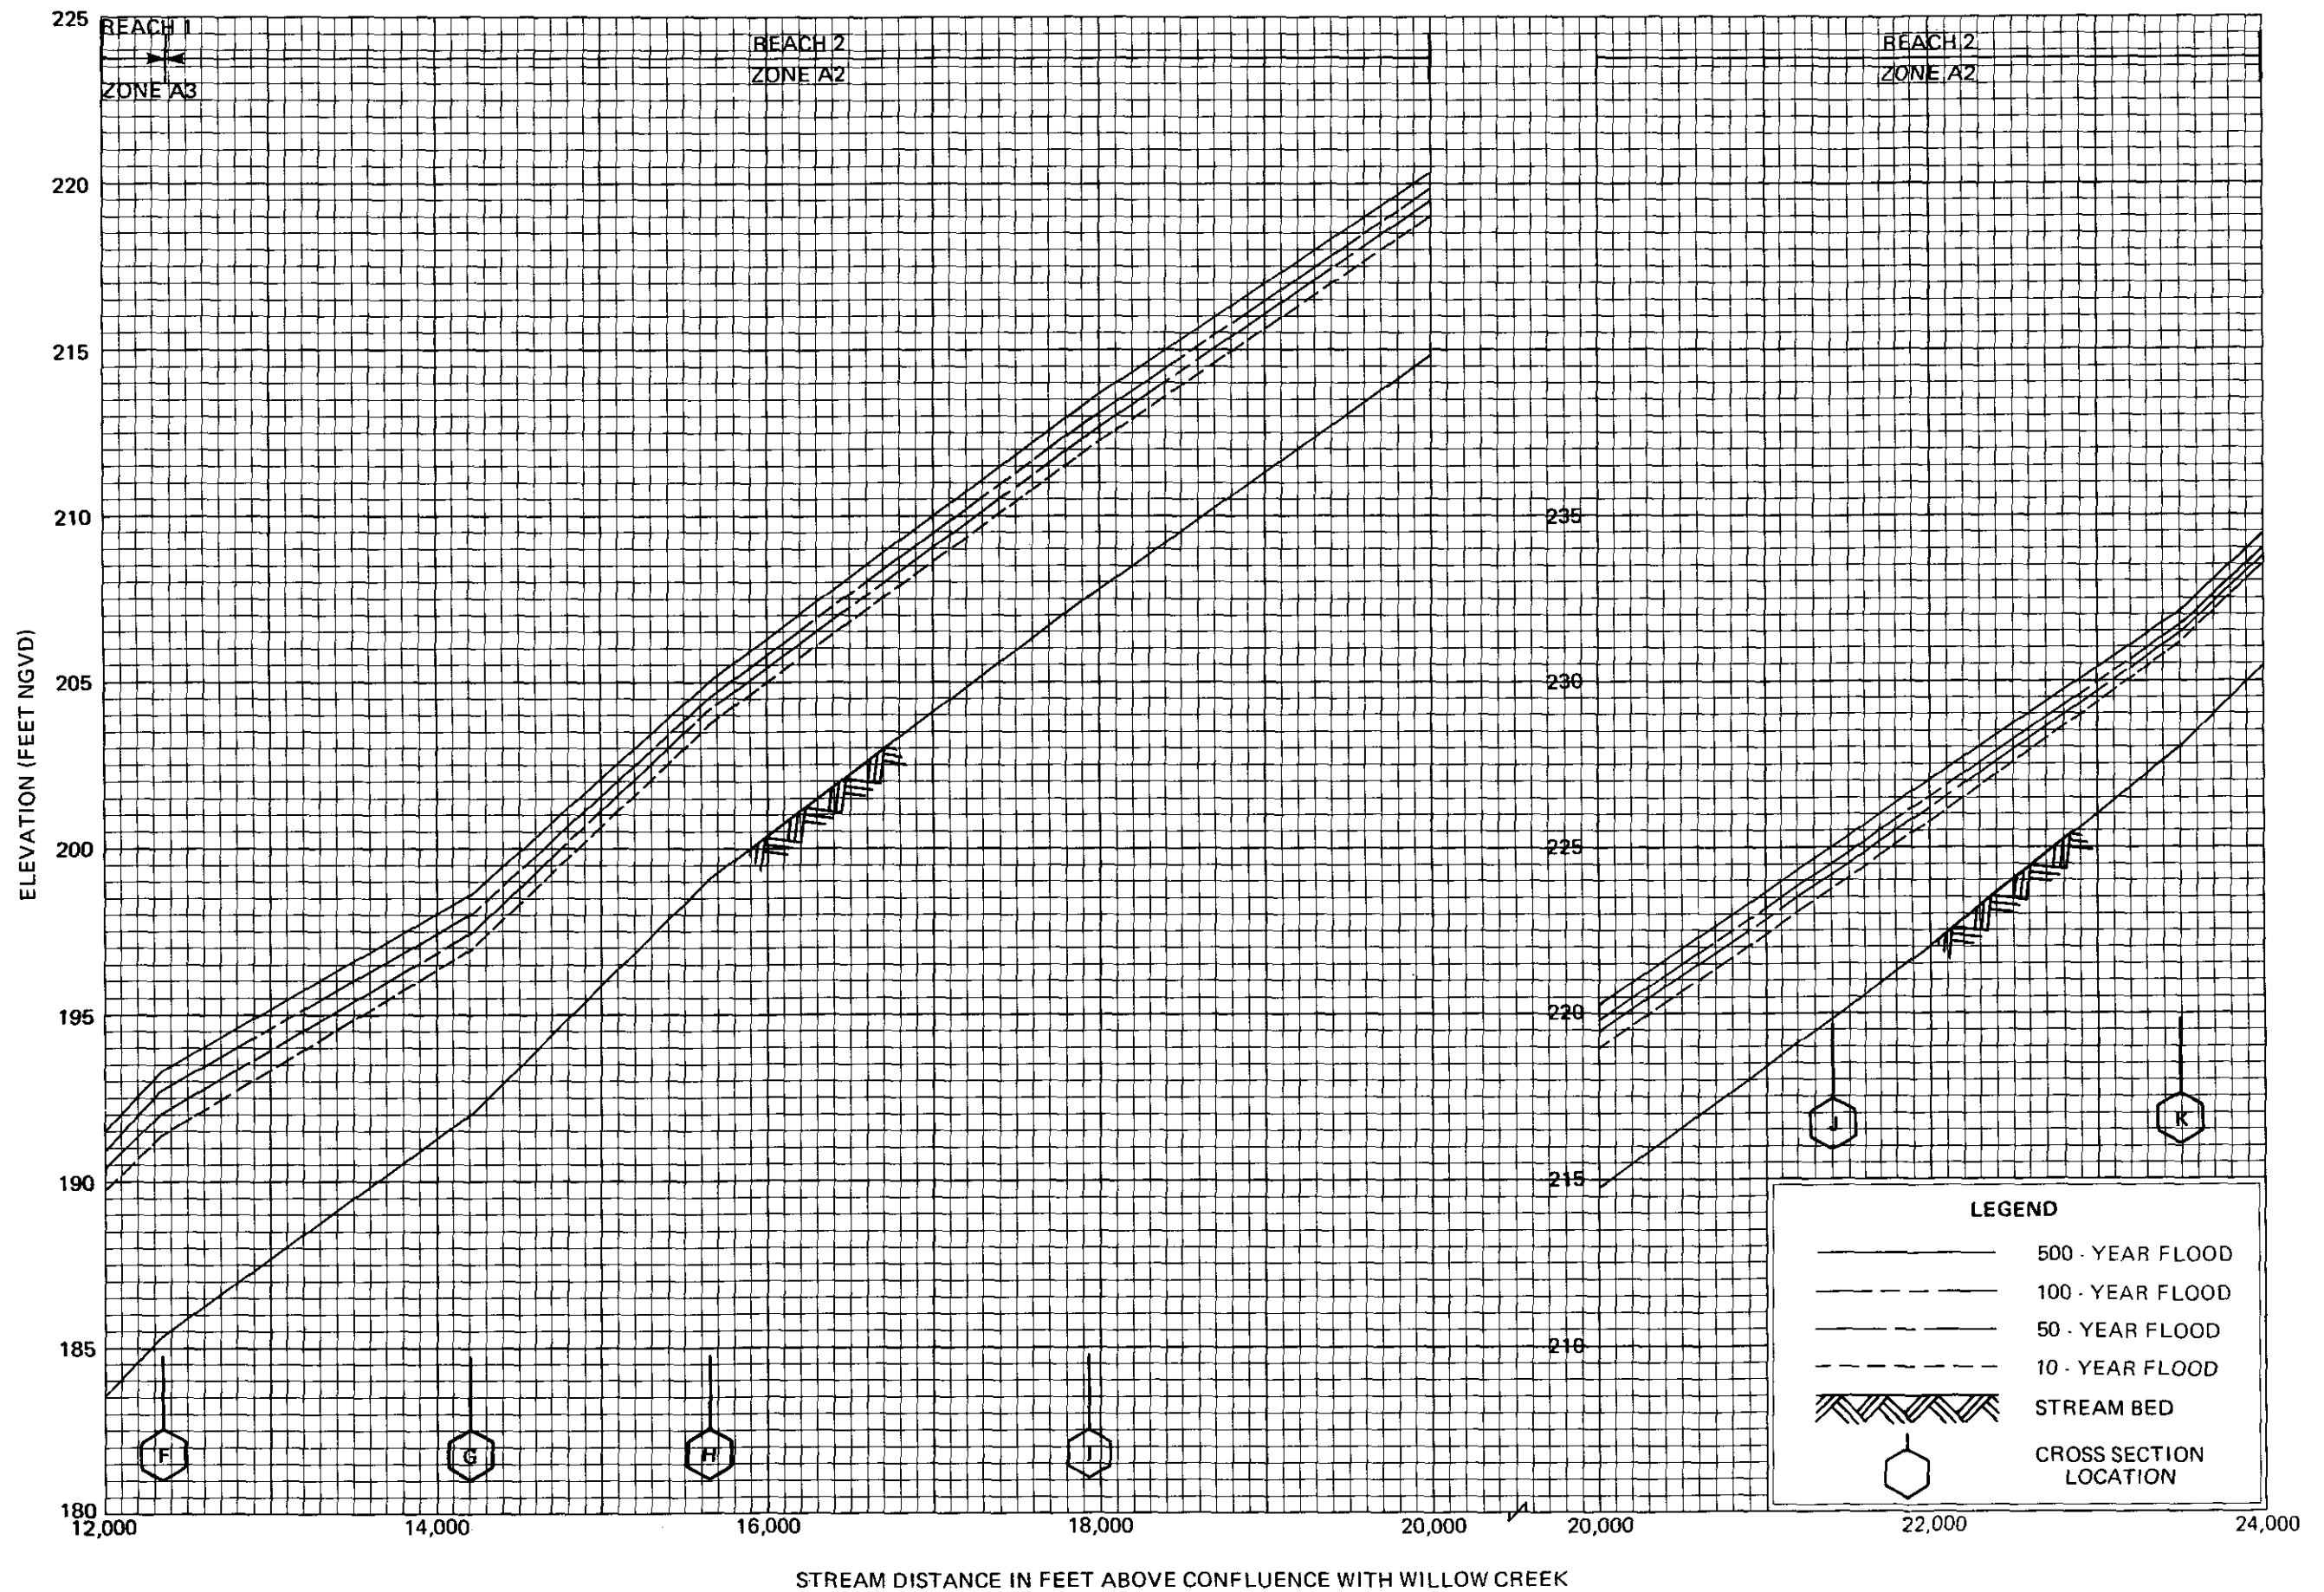 225
REACH 1
ZONE A3
REACH 2
ZONE A2
REACH 2
ZONE A2
220
215
210
205
200
195
190
185
180
ELEVATION (FEET NGVD)
235
230
225
220
215
210
F
G
H
I
J
K
LEGEND
500 - YEAR FLOOD
100 - YEAR FLOOD
50 - YEAR FLOOD
10 - YEAR FLOOD
STREAM BED
CROSS SECTION
LOCATION
12,000
14,000
16,000
18,000
20,000
20,000
22,000
24,000
STREAM DISTANCE IN FEET ABOVE CONFLUENCE WITH WILLOW CREEK